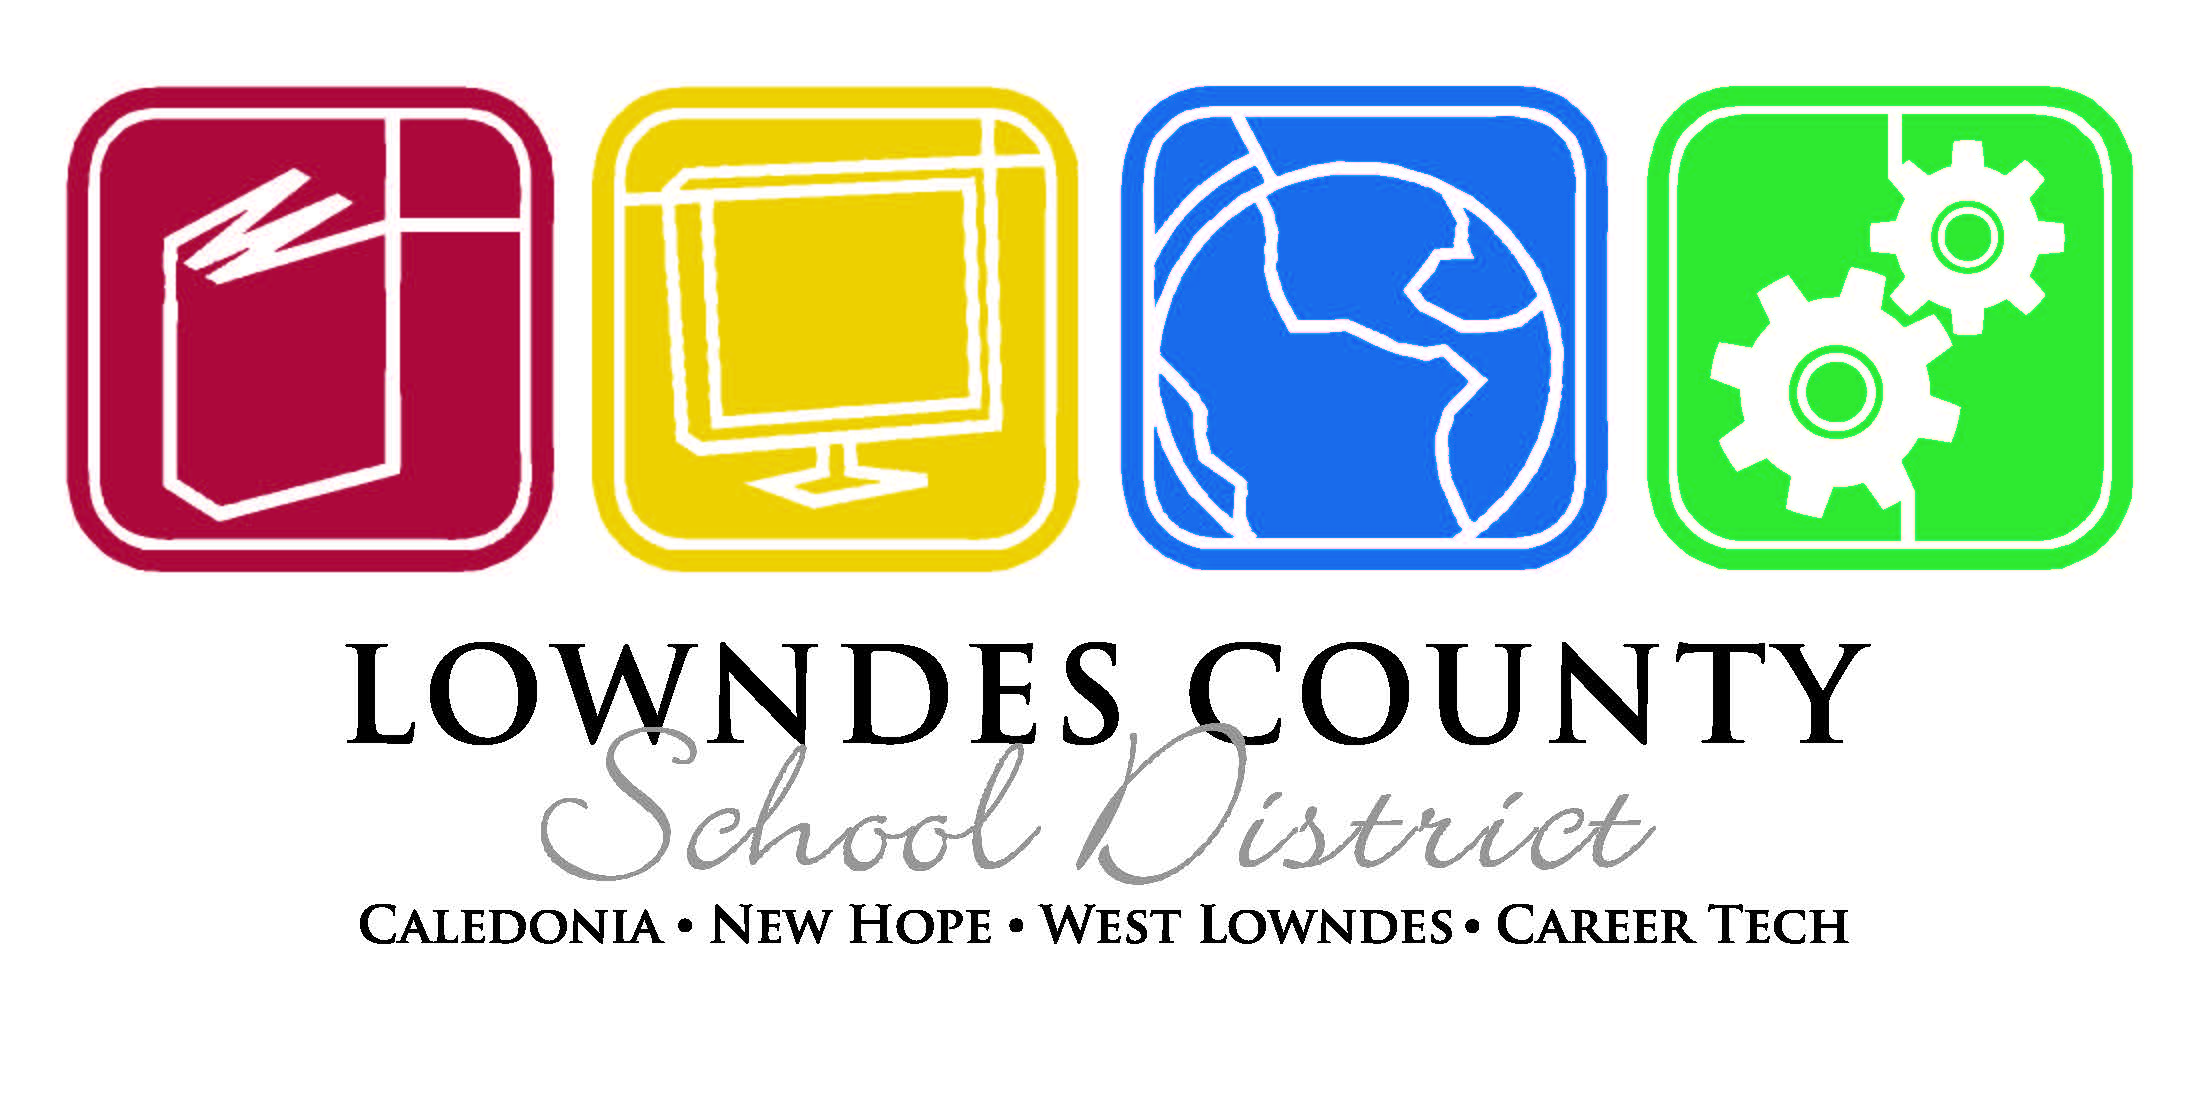 LOWNDES COUNTY
School District
CALEDONIA • NEW HOPE • WEST LOWNDES • CAREER TECH